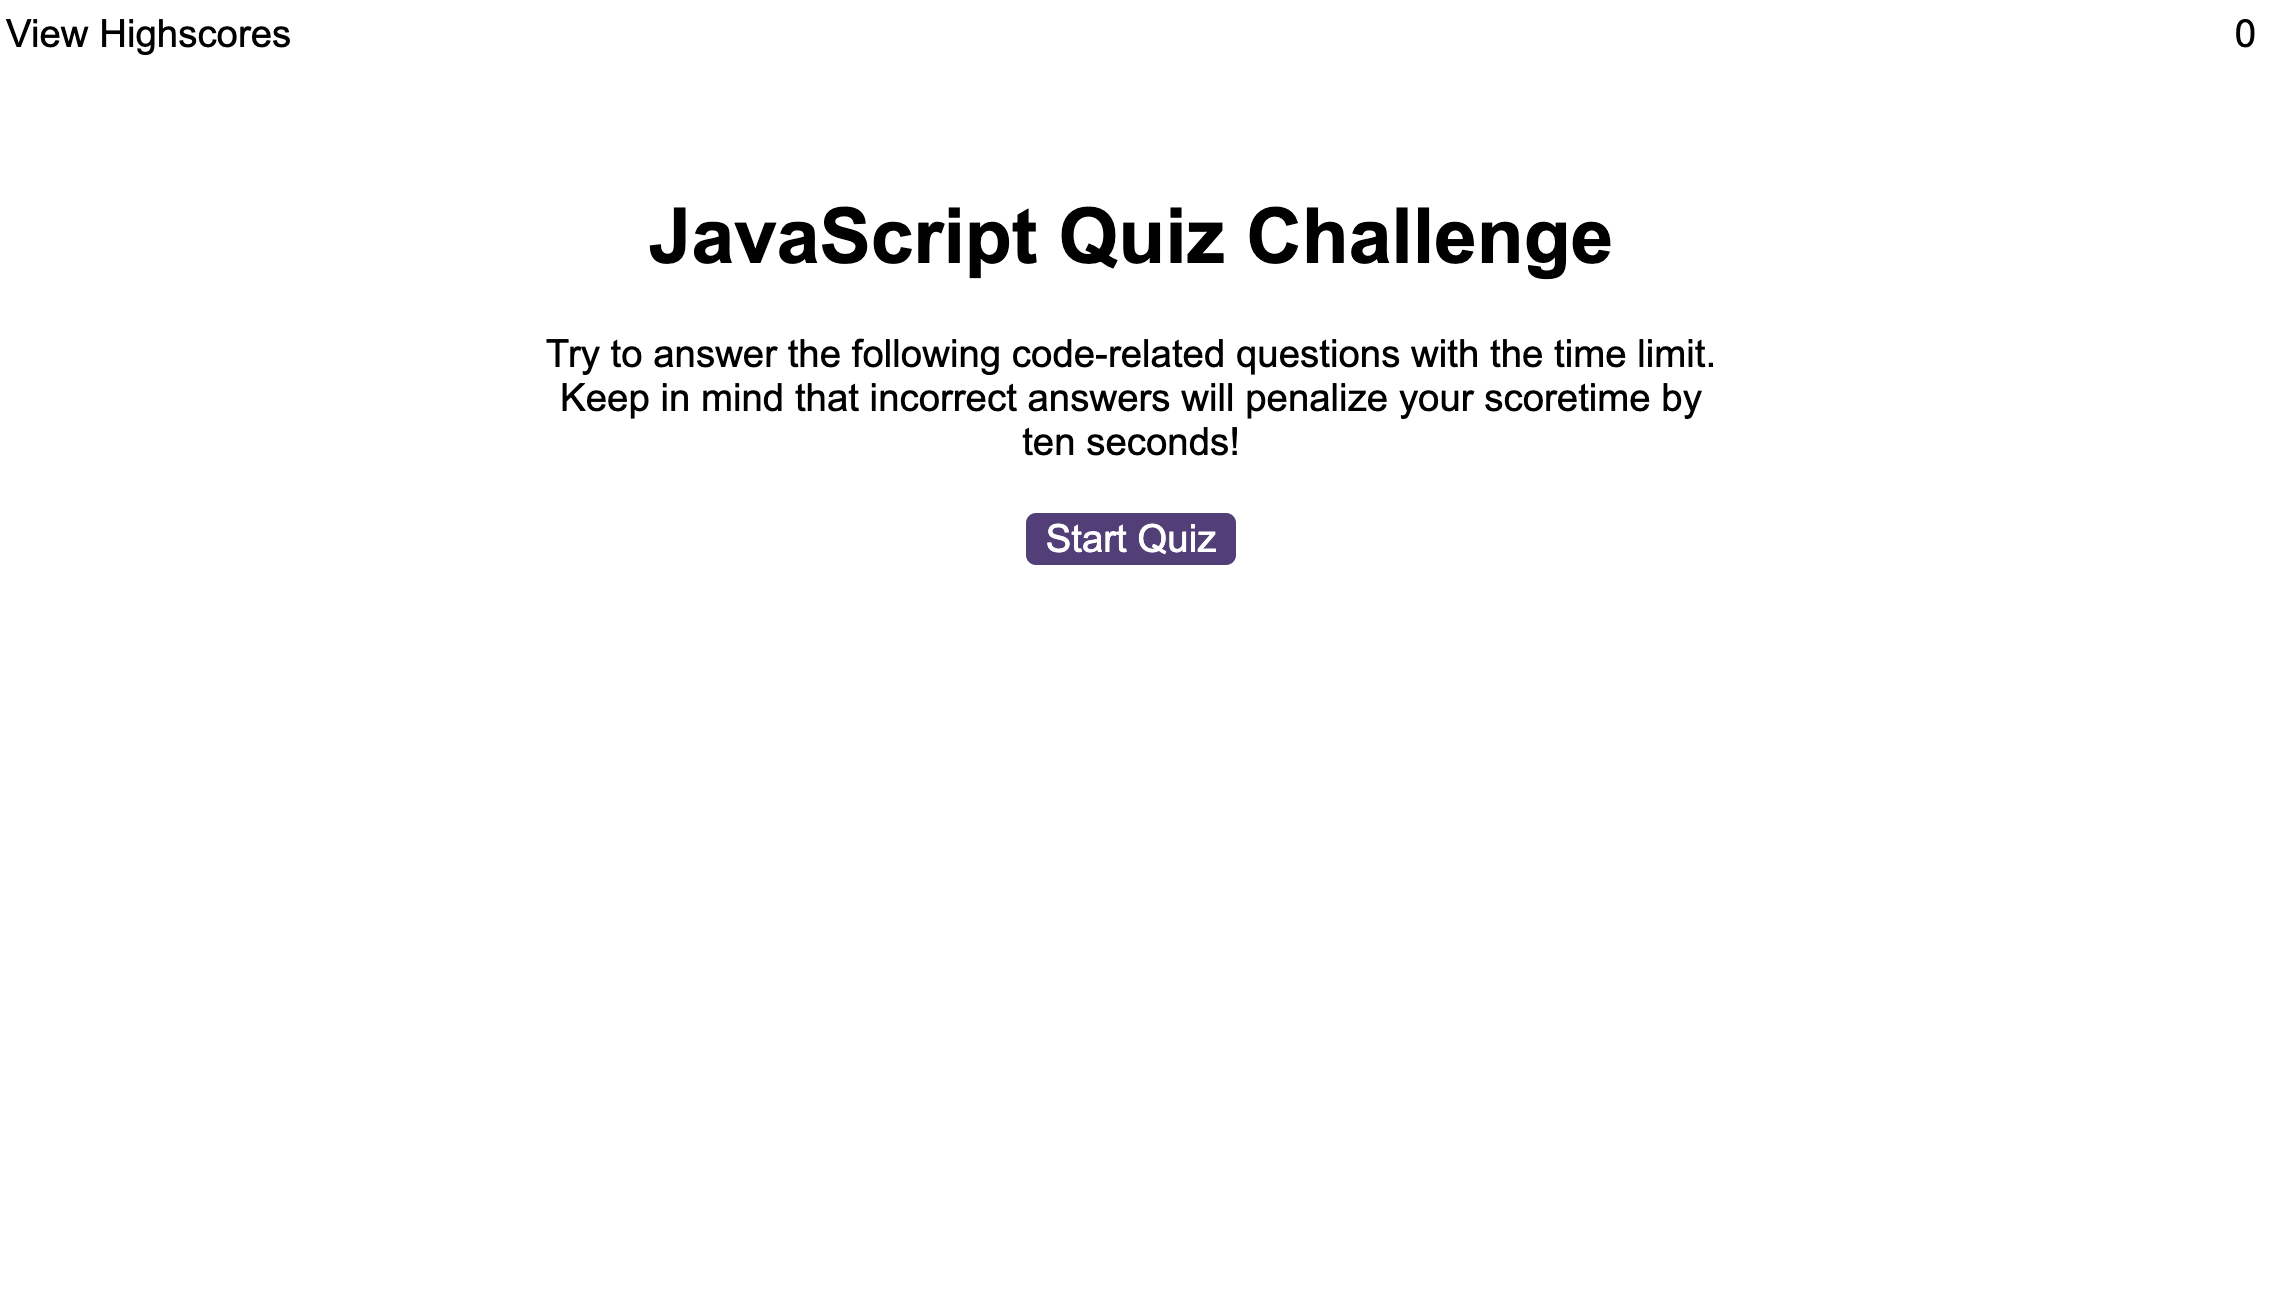 View Highscores
0
JavaScript Quiz Challenge
Try to answer the following code-related questions with the time limit.
Keep in mind that incorrect answers will penalize your scoretime by
ten seconds!
Start Quiz